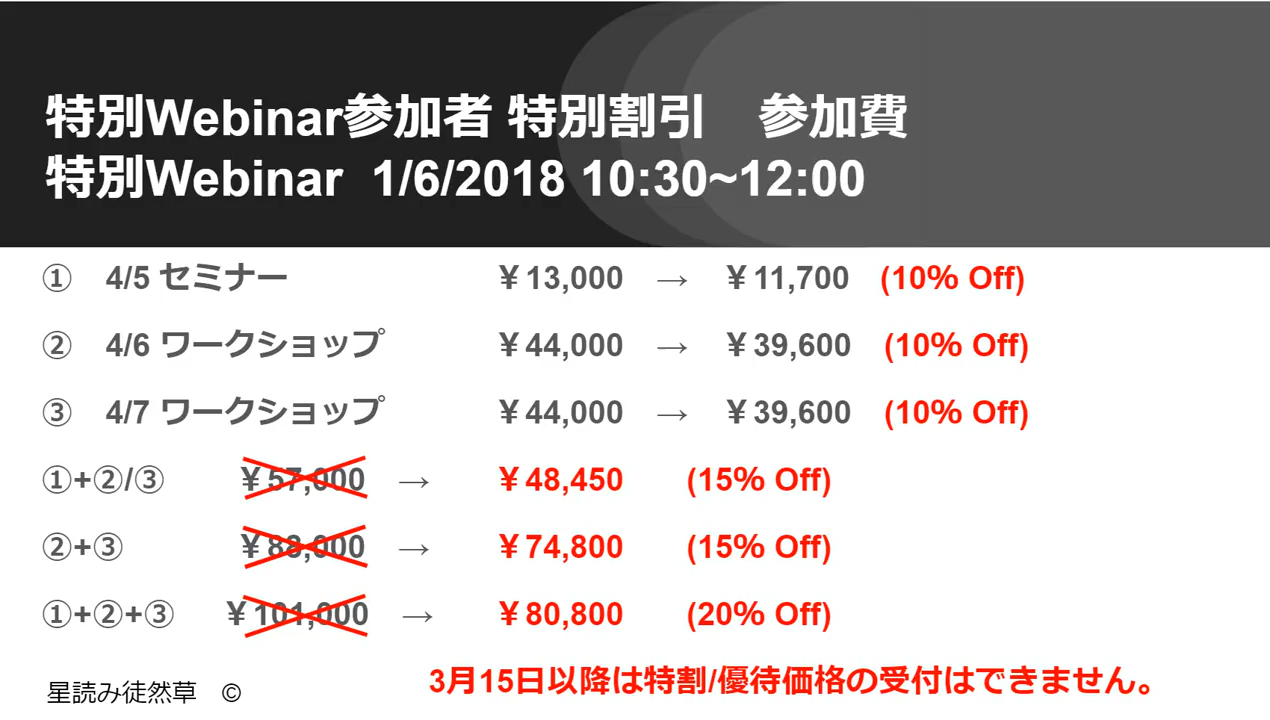 特別Webinar参加者 特別割引　参加費
特別Webinar 1/6/2018 10:30~12:00
①　4/5 セミナー　¥13,000　→　¥11,700　(10% Off)
②　4/6 ワークショップ　¥44,000　→　¥39,600　(10% Off)
③　4/7 ワークショップ　¥44,000　→　¥39,600　(10% Off)
①+②/③　¥57,000　→　¥48,450　(15% Off)
②+③　¥88,000　→　¥74,800　(15% Off)
①+②+③　¥101,000　→　¥80,800　(20% Off)
3月15日以降は特割/優待価格の受付はできません。
星読み徒然草　©